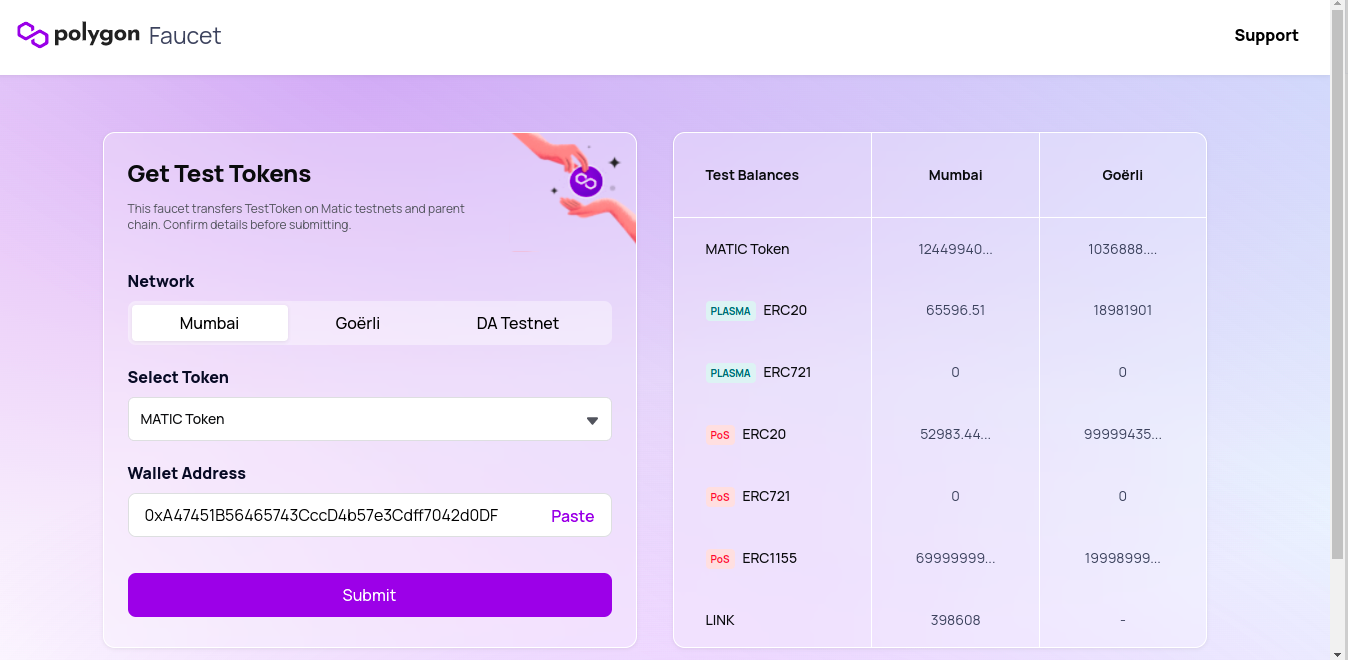 polygon Faucet
Support
Get Test Tokens
This faucet transfers TestToken on Matic testnets and parent
chain. Confirm details before submitting.
Network
Mumbai Goërli DA Testnet
Select Token
MATIC Token
Wallet Address
0xA47451B56465743CccD4b57e3Cdff7042d0DF Paste
Submit
Test Balances Mumbai Goërli
MATIC Token 12449940... 1036888....
PLASMA ERC20 65596.51 18981901
PLASMA ERC721 0 0
PoS ERC20 52983.44... 99999435...
PoS ERC721 0 0
PoS ERC1155 69999999... 19998999...
LINK 398608 -